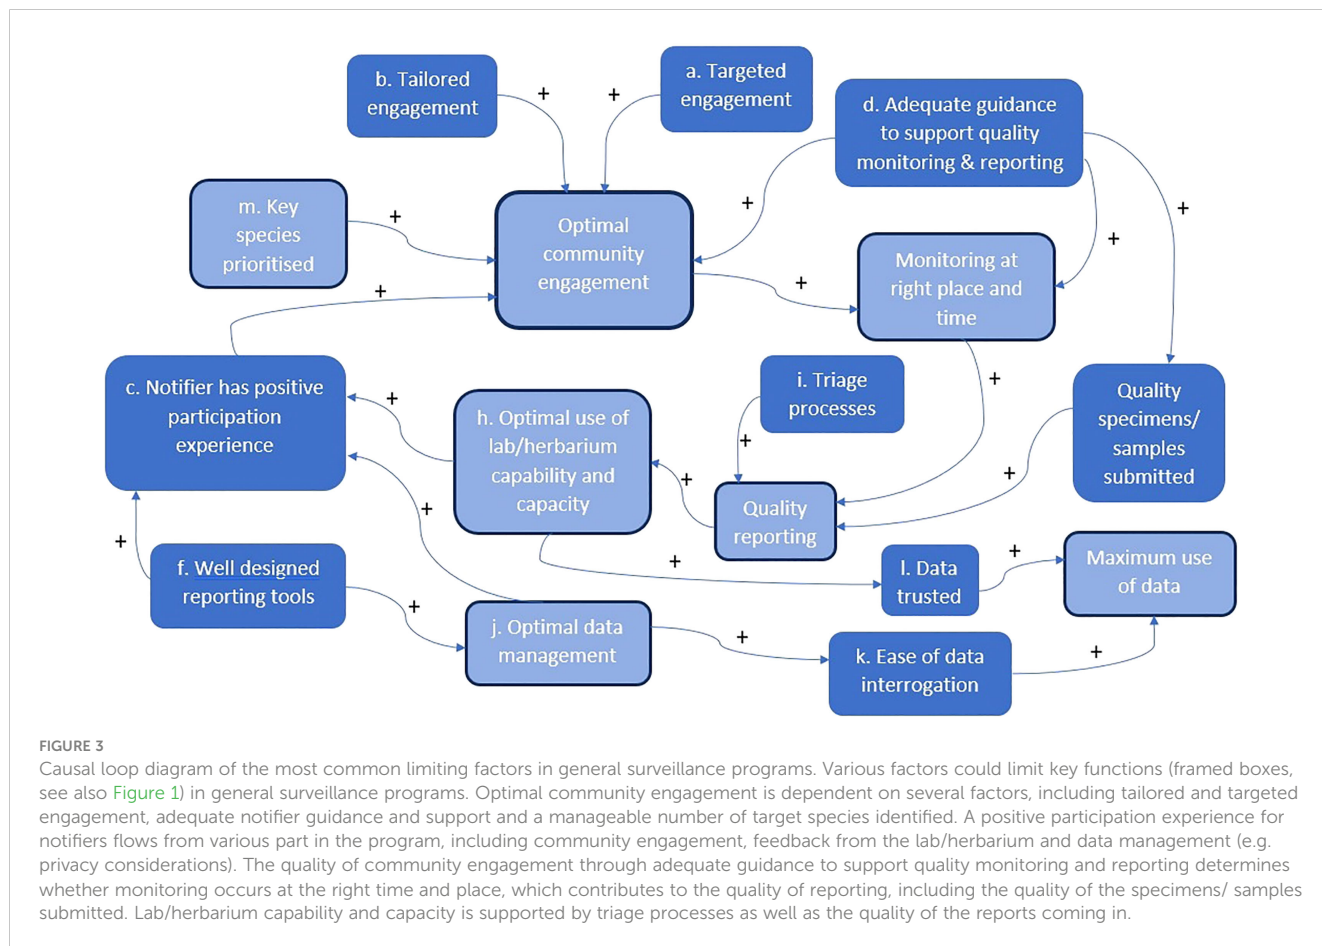 b. Tailored
engagement
+
+
a. Targeted
engagement
d. Adequate guidance
to support quality
monitoring & reporting
m. Key
species
prioritised
+
Optimal
community
engagement
+
+
+
Monitoring at
right place and
time
+
+
c. Notifier has positive
participation
experience
+
h. Optimal use of
lab/herbarium
capability and
capacity
i. Triage
processes
+
+
+
Quality
reporting
+
Quality
specimens/
samples
submitted
+
+
f. Well designed
reporting tools
+
j. Optimal data
management
+
l. Data
trusted
+
Maximum use
of data
+
k. Ease of data
interrogation
+
FIGURE 3
Causal loop diagram of the most common limiting factors in general surveillance programs. Various factors could limit key functions (framed boxes,
see also Figure 1) in general surveillance programs. Optimal community engagement is dependent on several factors, including tailored and targeted
engagement, adequate notifier guidance and support and a manageable number of target species identified. A positive participation experience for
notifiers flows from various part in the program, including community engagement, feedback from the lab/herbarium and data management (e.g.
privacy considerations). The quality of community engagement through adequate guidance to support quality monitoring and reporting determines
whether monitoring occurs at the right time and place, which contributes to the quality of reporting, including the quality of the specimens/ samples
submitted. Lab/herbarium capability and capacity is supported by triage processes as well as the quality of the reports coming in.